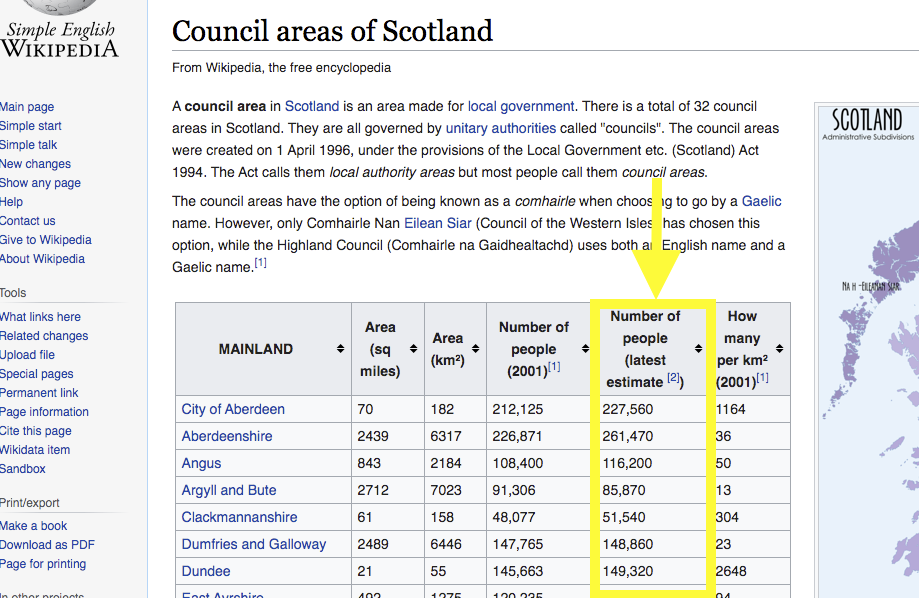 Simple English
WIKIPEDIA
Main page
Simple start
Simple talk
New changes
Show any page
Help
Contact us
Give to Wikipedia
About Wikipedia
Tools
What links here
Related changes
Upload file
Special pages
Permanent link
Page information
Cite this page
Wikidata item
Sandbox
Print/export
Make a book
Download as PDF
Page for printing
In other projects
Council areas of Scotland
From Wikipedia, the free encyclopedia
A council area in Scotland is an area made for local government. There is a total of 32 council
areas in Scotland. They are all governed by unitary authorities called "councils". The council areas
were created on 1 April 1996, under the provisions of the Local Government etc. (Scotland) Act
1994. The Act calls them local authority areas but most people call them council areas.
The council areas have the option of being known as a comhairle when choosing to go by a Gaelic
name. However, only Comhairle Nan Eilean Siar (Council of the Western Isles) has chosen this
option, while the Highland Council (Comhairle na Gaidhealtachd) uses both an English name and a
Gaelic name.[1]
MAINLAND Area (sq miles) Area (km²) Number of people (2001)[1] Number of people (latest estimate [2]) How many per km² (2001)[1]
City of Aberdeen 70 182 212,125 227,560 1164
Aberdeenshire 2439 6317 226,871 261,470 36
Angus 843 2184 108,400 116,200 50
Argyll and Bute 2712 7023 91,306 85,870 13
Clackmannanshire 61 158 48,077 51,540 304
Dumfries and Galloway 2489 6446 147,765 148,860 23
Dundee 21 55 145,663 149,320 2648
East Ayrshire 492 1275 120,235 94
SCOTLAND
Administrative Subdivisions
NA H -EILEANAN SIAR